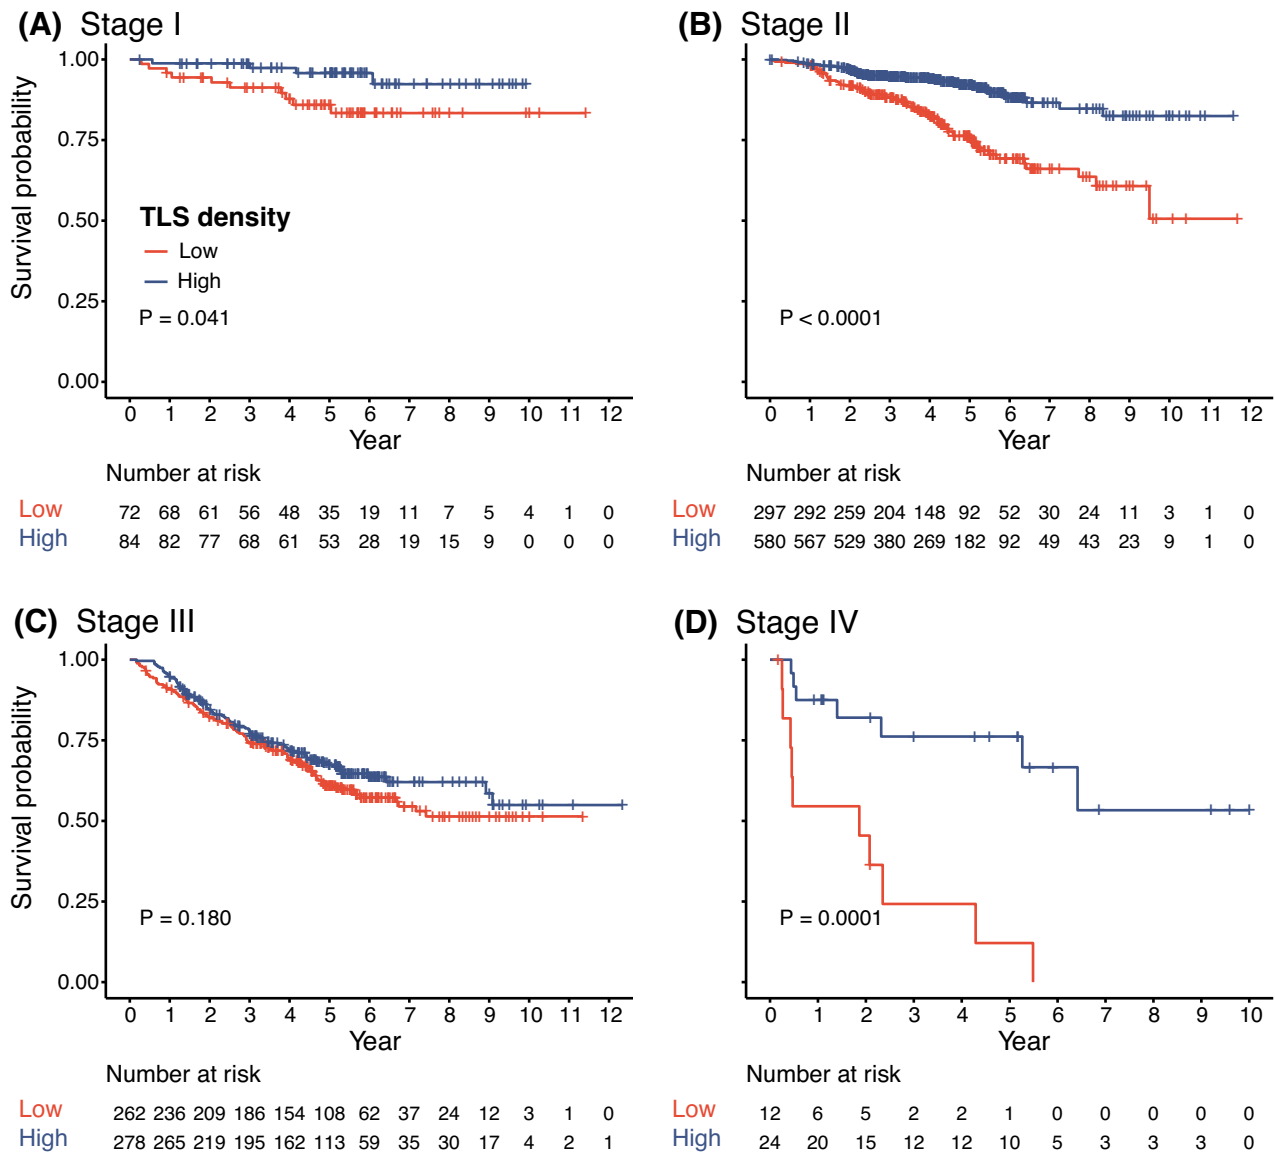 (A) Stage I
Survival probability
1.00
0.75
0.50
0.25
0.00
TLS density
Low
High
P = 0.041
0 1 2 3 4 5 6 7 8 9 10 11 12
Year
Number at risk
Low 72 68 61 56 48 35 19 11 7 5 4 1 0
High 84 82 77 68 61 53 28 19 15 9 0 0 0
(B) Stage II
P < 0.0001
0 1 2 3 4 5 6 7 8 9 10 11 12
Year
Number at risk
Low 297 292 259 204 148 92 52 30 24 11 3 1 0
High 580 567 529 380 269 182 92 49 43 23 9 1 0
(C) Stage III
Survival probability
1.00
0.75
0.50
0.25
0.00
P = 0.180
0 1 2 3 4 5 6 7 8 9 10 11 12
Year
Number at risk
Low 262 236 209 186 154 108 62 37 24 12 3 1 0
High 278 265 219 195 162 113 59 35 30 17 4 2 1
(D) Stage IV
P = 0.0001
0 1 2 3 4 5 6 7 8 9 10
Year
Number at risk
Low 12 6 5 2 2 1 0 0 0 0 0
High 24 20 15 12 12 10 5 3 3 3 0